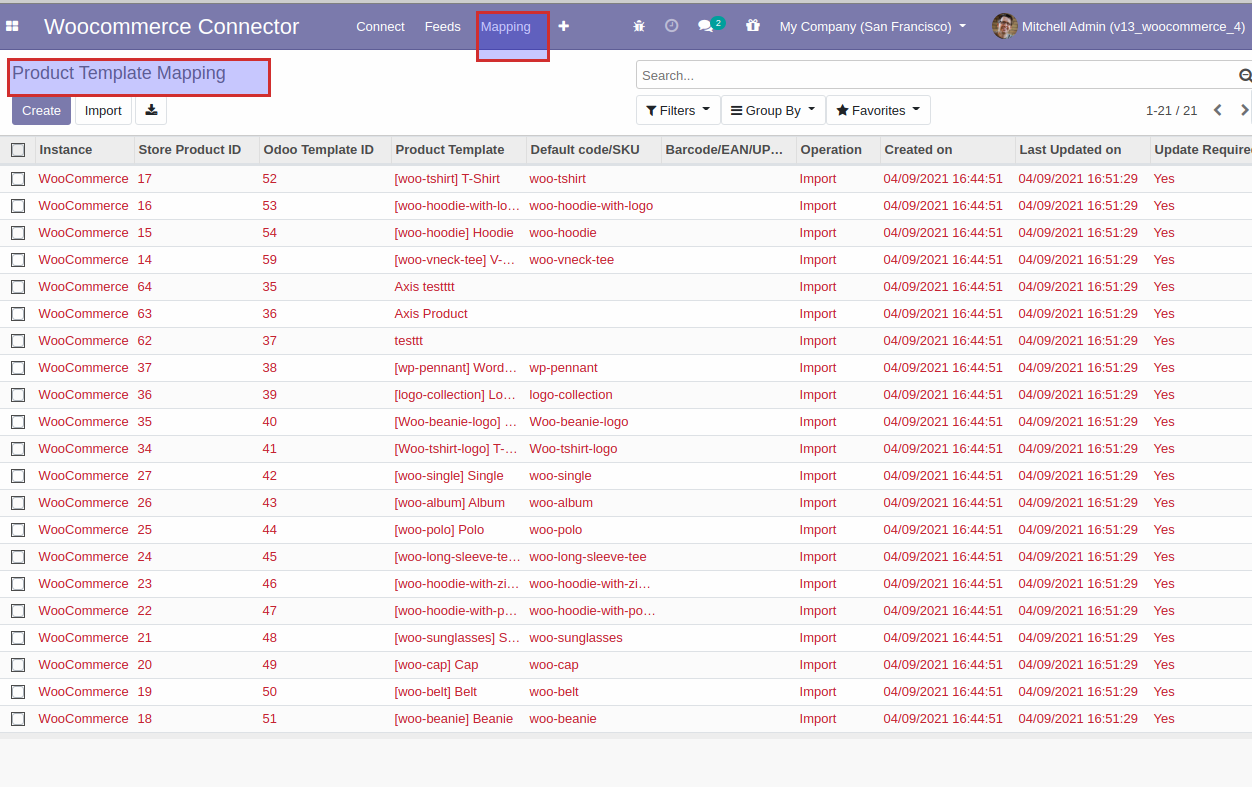 Woocommerce Connector Connect Feeds Mapping 2 My Company (San Francisco) Mitchell Admin (v13_woocommerce_4)
Product Template Mapping
Search...
Create Import Filters Group By Favorites 1-21 / 21
Instance Store Product ID Odoo Template ID Product Template Default code/SKU Barcode/EAN/UP… Operation Created on Last Updated on Update Require
WooCommerce 17 52 [woo-tshirt] T-Shirt woo-tshirt Import 04/09/2021 16:44:51 04/09/2021 16:51:29 Yes
WooCommerce 16 53 [woo-hoodie-with-lo… woo-hoodie-with-logo Import 04/09/2021 16:44:51 04/09/2021 16:51:29 Yes
WooCommerce 15 54 [woo-hoodie] Hoodie woo-hoodie Import 04/09/2021 16:44:51 04/09/2021 16:51:29 Yes
WooCommerce 14 59 [woo-vneck-tee] V-… woo-vneck-tee Import 04/09/2021 16:44:51 04/09/2021 16:51:29 Yes
WooCommerce 64 35 Axis testttt Import 04/09/2021 16:44:51 04/09/2021 16:51:29 Yes
WooCommerce 63 36 Axis Product Import 04/09/2021 16:44:51 04/09/2021 16:51:29 Yes
WooCommerce 62 37 testtt Import 04/09/2021 16:44:51 04/09/2021 16:51:29 Yes
WooCommerce 37 38 [wp-pennant] Word… wp-pennant Import 04/09/2021 16:44:51 04/09/2021 16:51:29 Yes
WooCommerce 36 39 [logo-collection] Lo… logo-collection Import 04/09/2021 16:44:51 04/09/2021 16:51:29 Yes
WooCommerce 35 40 [Woo-beanie-logo] … Woo-beanie-logo Import 04/09/2021 16:44:51 04/09/2021 16:51:29 Yes
WooCommerce 34 41 [Woo-tshirt-logo] T-… Woo-tshirt-logo Import 04/09/2021 16:44:51 04/09/2021 16:51:29 Yes
WooCommerce 27 42 [woo-single] Single woo-single Import 04/09/2021 16:44:51 04/09/2021 16:51:29 Yes
WooCommerce 26 43 [woo-album] Album woo-album Import 04/09/2021 16:44:51 04/09/2021 16:51:29 Yes
WooCommerce 25 44 [woo-polo] Polo woo-polo Import 04/09/2021 16:44:51 04/09/2021 16:51:29 Yes
WooCommerce 24 45 [woo-long-sleeve-te… woo-long-sleeve-tee Import 04/09/2021 16:44:51 04/09/2021 16:51:29 Yes
WooCommerce 23 46 [woo-hoodie-with-zi… woo-hoodie-with-zi… Import 04/09/2021 16:44:51 04/09/2021 16:51:29 Yes
WooCommerce 22 47 [woo-hoodie-with-p… woo-hoodie-with-po… Import 04/09/2021 16:44:51 04/09/2021 16:51:29 Yes
WooCommerce 21 48 [woo-sunglasses] S… woo-sunglasses Import 04/09/2021 16:44:51 04/09/2021 16:51:29 Yes
WooCommerce 20 49 [woo-cap] Cap woo-cap Import 04/09/2021 16:44:51 04/09/2021 16:51:29 Yes
WooCommerce 19 50 [woo-belt] Belt woo-belt Import 04/09/2021 16:44:51 04/09/2021 16:51:29 Yes
WooCommerce 18 51 [woo-beanie] Beanie woo-beanie Import 04/09/2021 16:44:51 04/09/2021 16:51:29 Yes